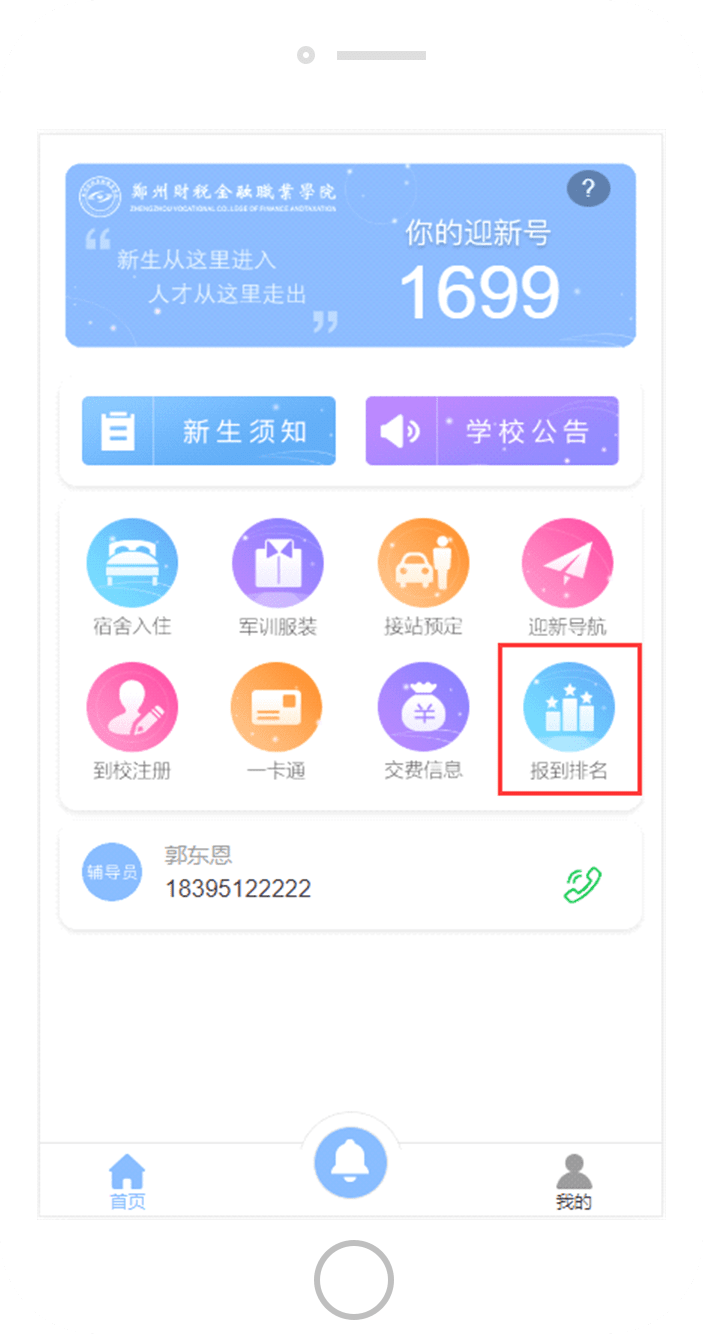 鄭州财税金融職業學院
ZHENGZHOU VOCATIONAL COLLEGE OF FINANCE AND TAXATION
?
你的迎新号
“新生从这里进入
人才从这里走出”
1699
新生须知
学校公告
宿舍入住
军训服装
接站预定
迎新导航
到校注册
一卡通
交费信息
报到排名
辅导员
郭东恩
18395122222
首页
我的